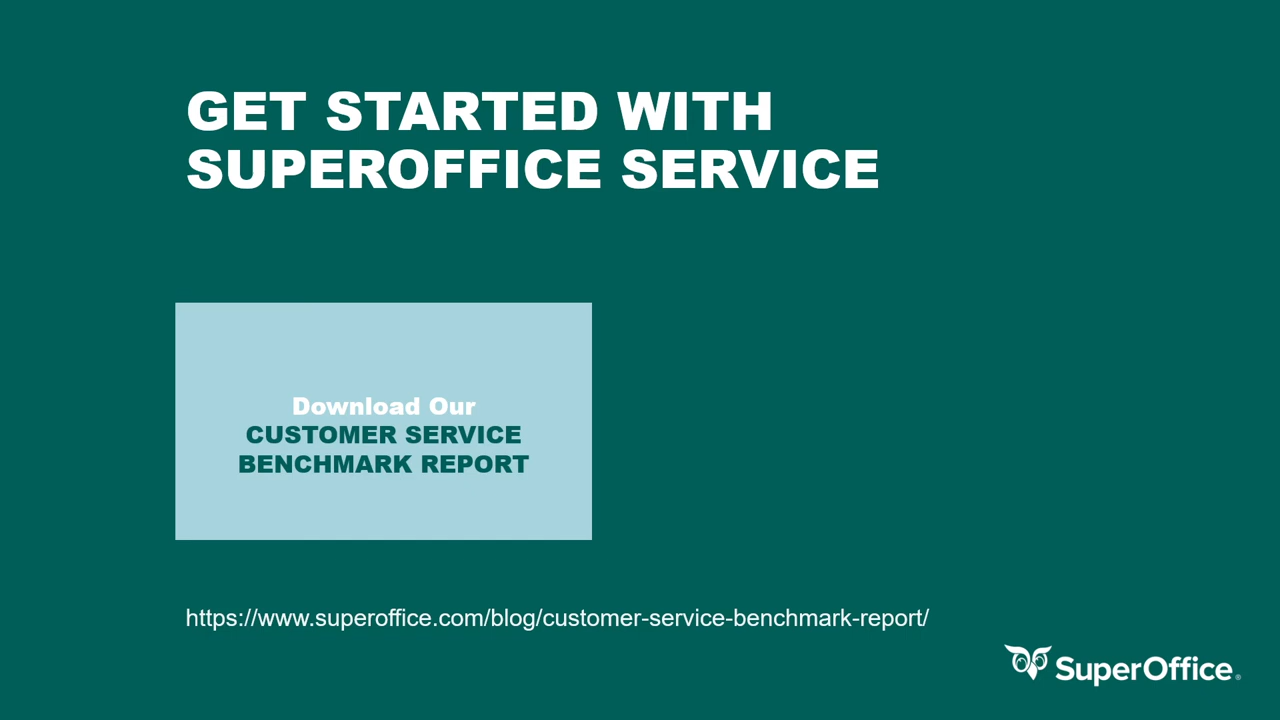 GET STARTED WITH
SUPEROFFICE SERVICE
Download Our
CUSTOMER SERVICE
BENCHMARK REPORT
https://www.superoffice.com/blog/customer-service-benchmark-report/
SuperOffice®